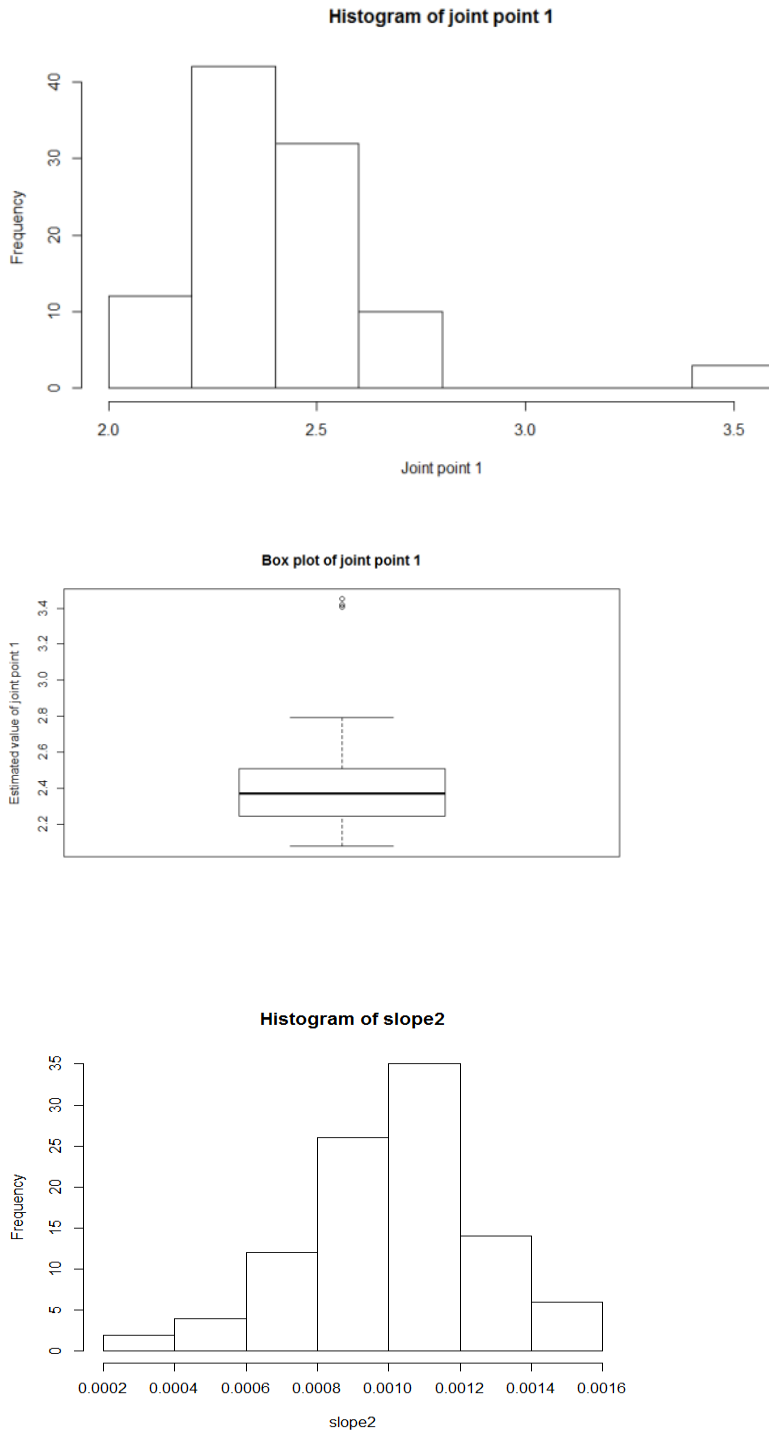 Histogram of joint point 1
Frequency
40
30
20
10
0
2.0 2.5 3.0 3.5
Joint point 1
Box plot of joint point 1
Estimated value of joint point 1
3.4
3.2
3.0
2.8
2.6
2.4
2.2
Histogram of slope2
Frequency
35
30
25
20
15
10
5
0
0.0002 0.0004 0.0006 0.0008 0.0010 0.0012 0.0014 0.0016
slope2